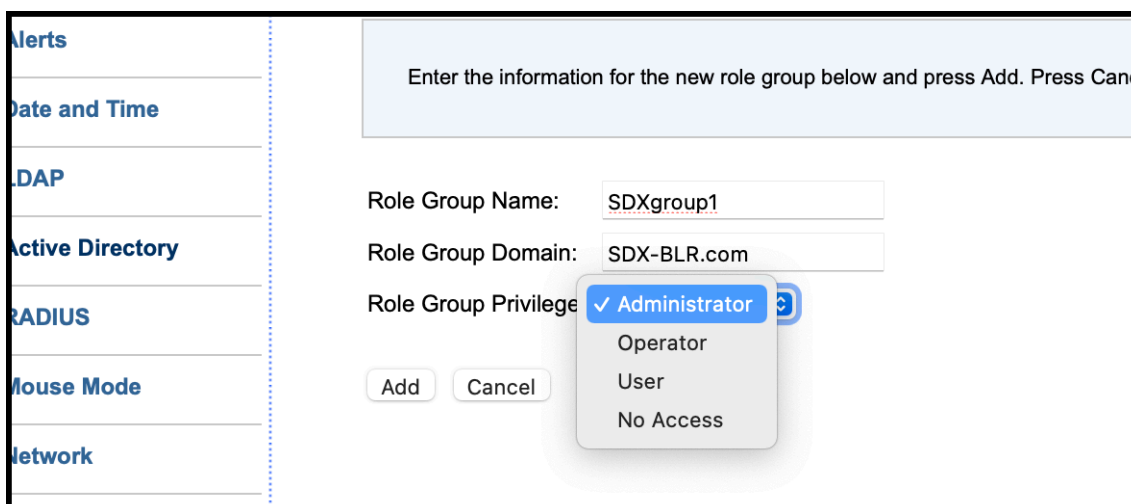 Alerts
Date and Time
LDAP
Active Directory
RADIUS
Mouse Mode
Network
Enter the information for the new role group below and press Add. Press Can
Role Group Name:
SDXgroup1
Role Group Domain:
SDX-BLR.com
Role Group Privilege
✓ Administrator
Operator
User
No Access
Add
Cancel